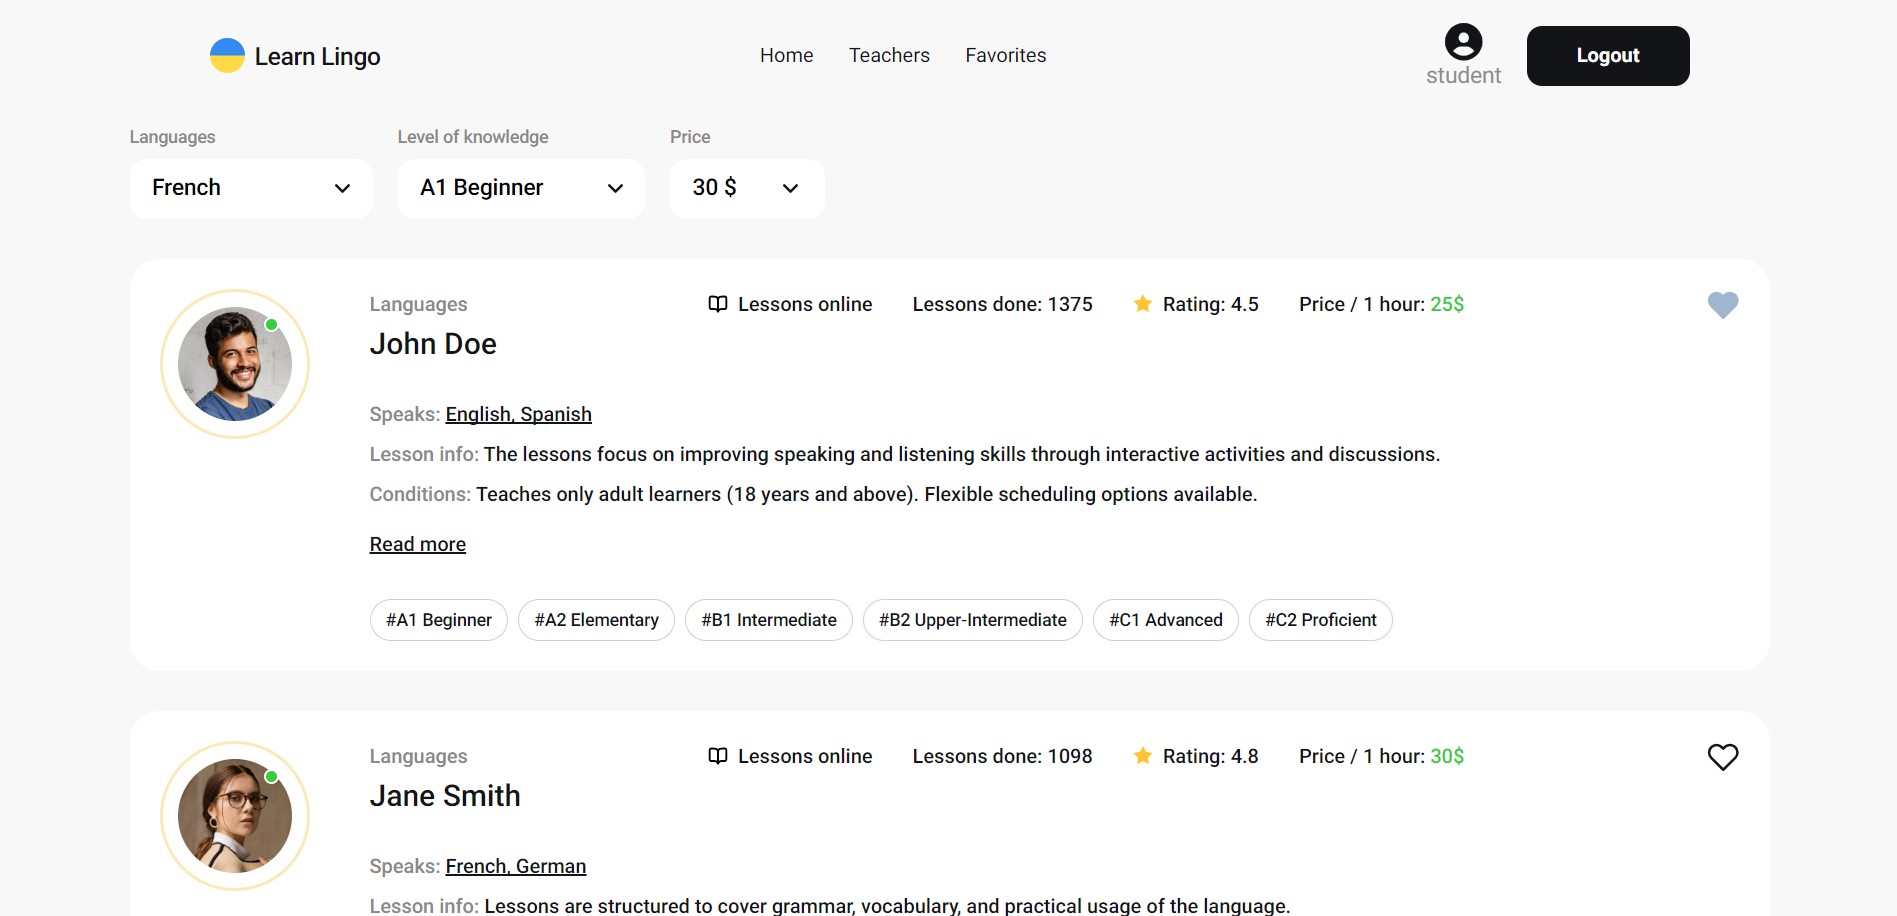 Learn Lingo
Home Teachers Favorites
student
Logout
Languages Level of knowledge Price
French A1 Beginner 30 $
Languages Lessons online Lessons done: 1375 Rating: 4.5 Price / 1 hour: 25$
John Doe
Speaks: English, Spanish
Lesson info: The lessons focus on improving speaking and listening skills through interactive activities and discussions.
Conditions: Teaches only adult learners (18 years and above). Flexible scheduling options available.
Read more
#A1 Beginner #A2 Elementary #B1 Intermediate #B2 Upper-Intermediate #C1 Advanced #C2 Proficient
Languages Lessons online Lessons done: 1098 Rating: 4.8 Price / 1 hour: 30$
Jane Smith
Speaks: French, German
Lesson info: Lessons are structured to cover grammar, vocabulary, and practical usage of the language.